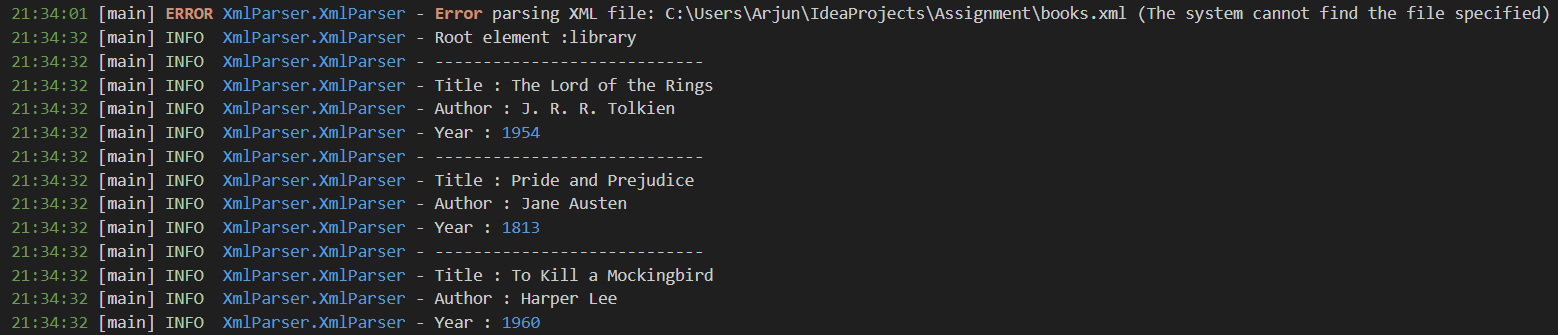 21:34:01 [main] ERROR XmlParser.XmlParser - Error parsing XML file: C:\Users\Arjun\IdeaProjects\Assignment\books.xml (The system cannot find the file specified)
21:34:32 [main] INFO  XmlParser.XmlParser - Root element :library
21:34:32 [main] INFO  XmlParser.XmlParser - ----------------------------
21:34:32 [main] INFO  XmlParser.XmlParser - Title : The Lord of the Rings
21:34:32 [main] INFO  XmlParser.XmlParser - Author : J. R. R. Tolkien
21:34:32 [main] INFO  XmlParser.XmlParser - Year : 1954
21:34:32 [main] INFO  XmlParser.XmlParser - ----------------------------
21:34:32 [main] INFO  XmlParser.XmlParser - Title : Pride and Prejudice
21:34:32 [main] INFO  XmlParser.XmlParser - Author : Jane Austen
21:34:32 [main] INFO  XmlParser.XmlParser - Year : 1813
21:34:32 [main] INFO  XmlParser.XmlParser - ----------------------------
21:34:32 [main] INFO  XmlParser.XmlParser - Title : To Kill a Mockingbird
21:34:32 [main] INFO  XmlParser.XmlParser - Author : Harper Lee
21:34:32 [main] INFO  XmlParser.XmlParser - Year : 1960